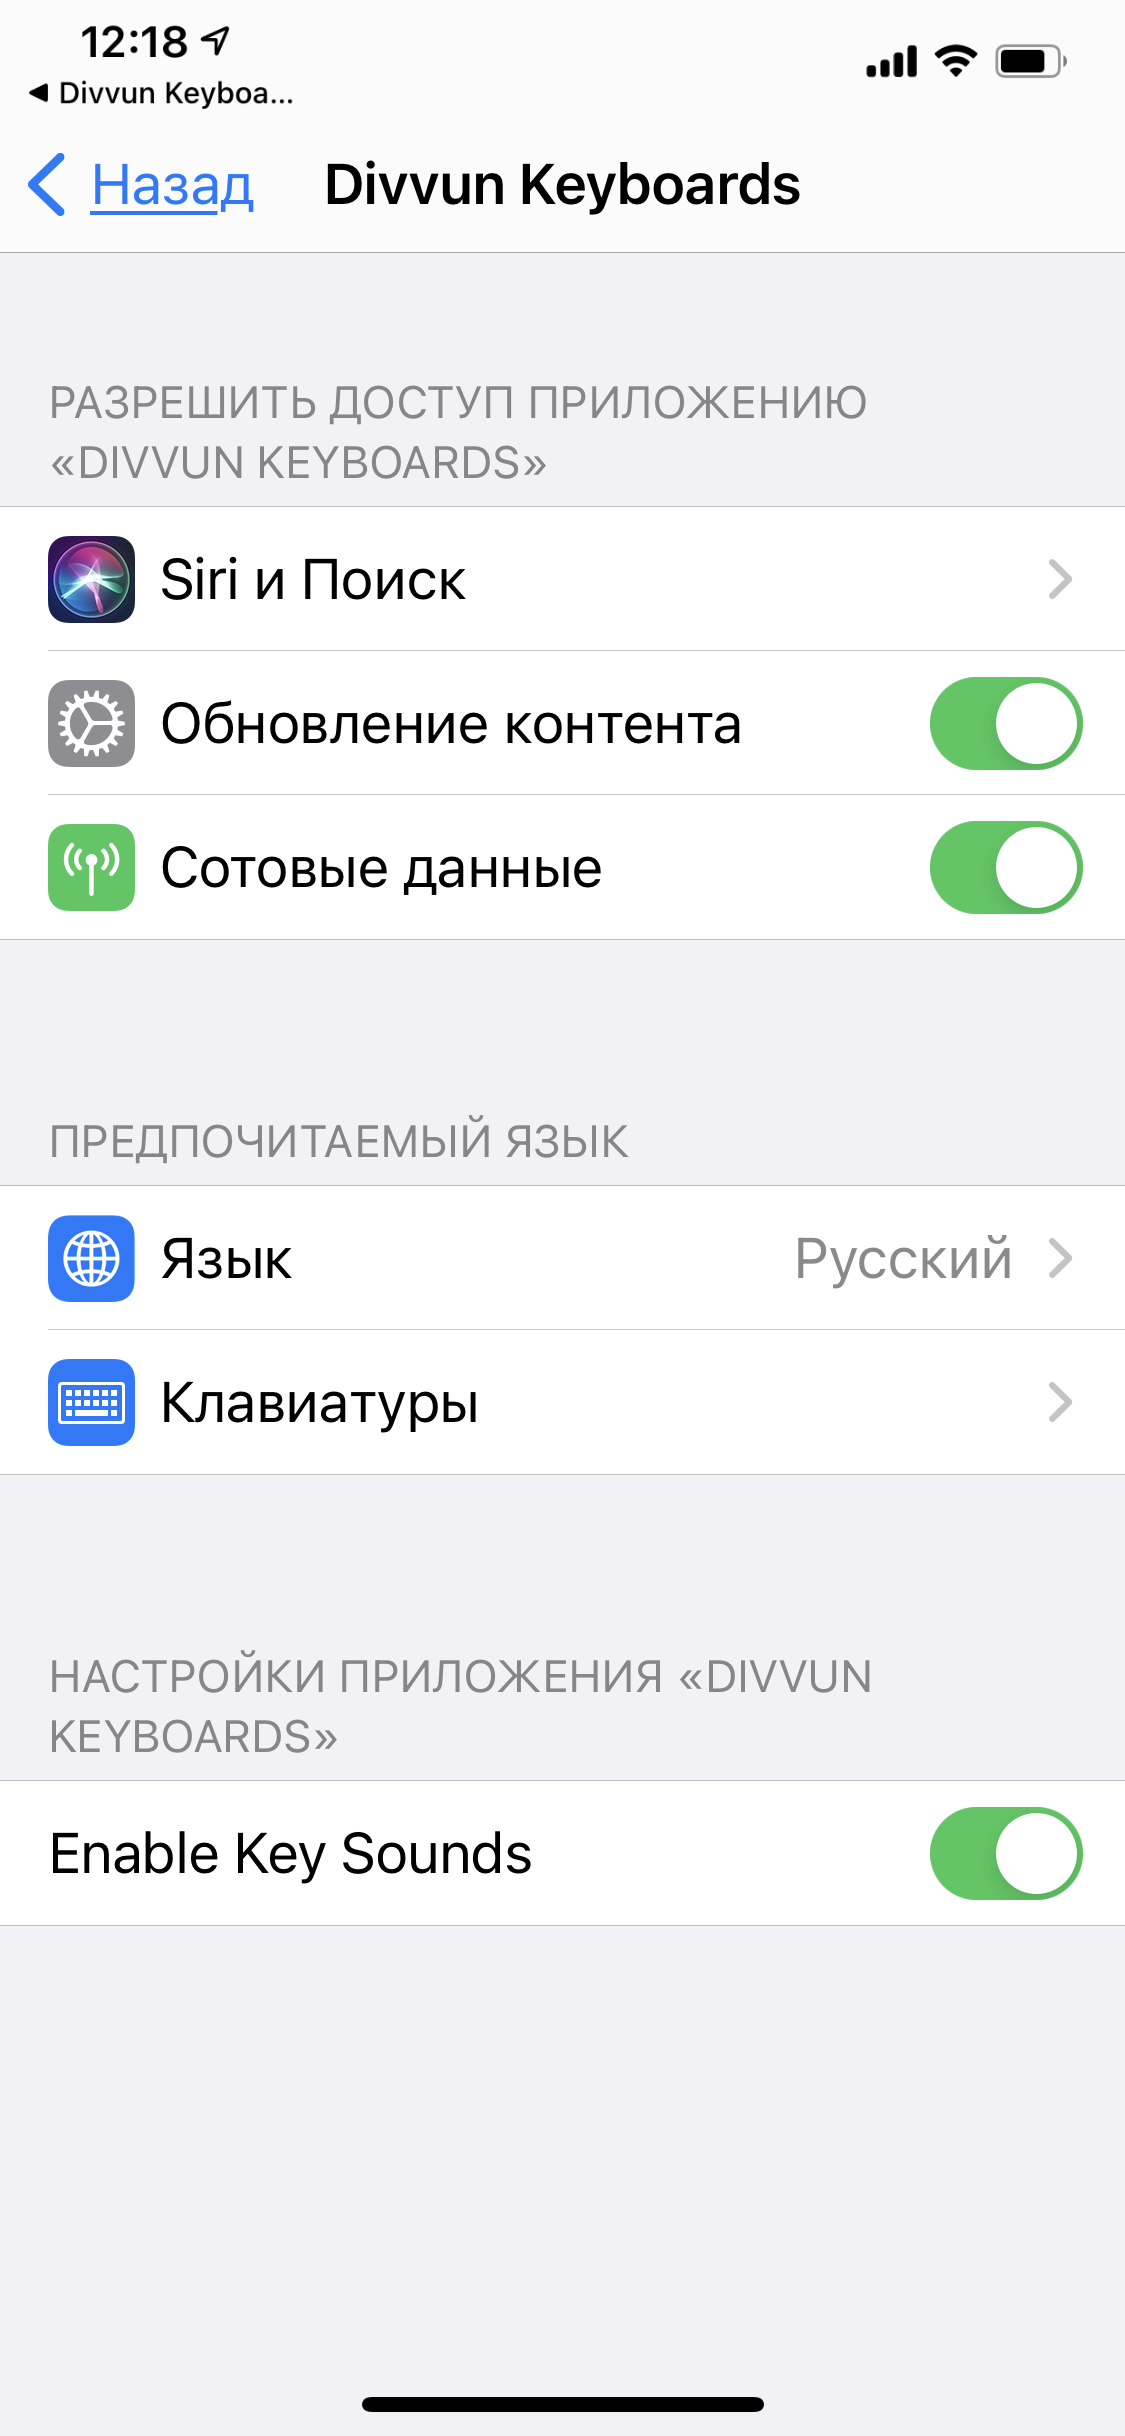 12:18
Divvun Keyboa...
Назад
Divvun Keyboards
РАЗРЕШИТЬ ДОСТУП ПРИЛОЖЕНИЮ
«DIVVUN KEYBOARDS»
Siri и Поиск
Обновление контента
Сотовые данные
ПРЕДПОЧИТАЕМЫЙ ЯЗЫК
Язык Русский
Клавиатуры
НАСТРОЙКИ ПРИЛОЖЕНИЯ «DIVVUN
KEYBOARDS»
Enable Key Sounds